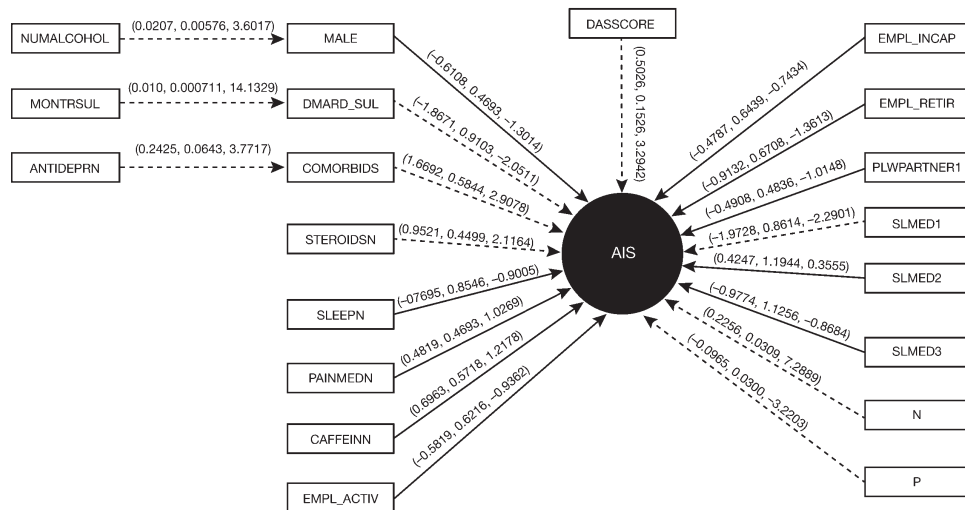 DASSCORE
NUMALCOHOL
(0.0207, 0.00576, 3.6017)
MALE
EMPL_INCAP
(0.5026, 0.1526, 3.2942)
(–0.6108, 0.4693, –1.3014)
(–0.4787, 0.6439, –0.7434)
MONTRSUL
(0.010, 0.000711, 14.1329)
DMARD_SUL
EMPL_RETIR
(–1.8671, 0.9103, –2.0511)
(–0.9132, 0.6708, –1.3613)
ANTIDEPRN
(0.2425, 0.0643, 3.7717)
COMORBIDS
PLWPARTNER1
(1.6692, 0.5844, 2.9078)
(–0.4908, 0.4836, –1.0148)
STEROIDSN
(0.9521, 0.4499, 2.1164)
AIS
(–1.9728, 0.8614, –2.2901)
SLMED1
SLEEPN
(–07695, 0.8546, –0.9005)
(0.4247, 1.1944, 0.3555)
SLMED2
PAINMEDN
(0.4819, 0.4693, 1.0269)
(–0.9774, 1.1256, –0.8684)
SLMED3
CAFFEINN
(0.6963, 0.5718, 1.2178)
(0.2256, 0.0309, 7.2889)
N
EMPL_ACTIV
(–0.5819, 0.6216, –0.9362)
(–0.0965, 0.0300, –3.2203)
P